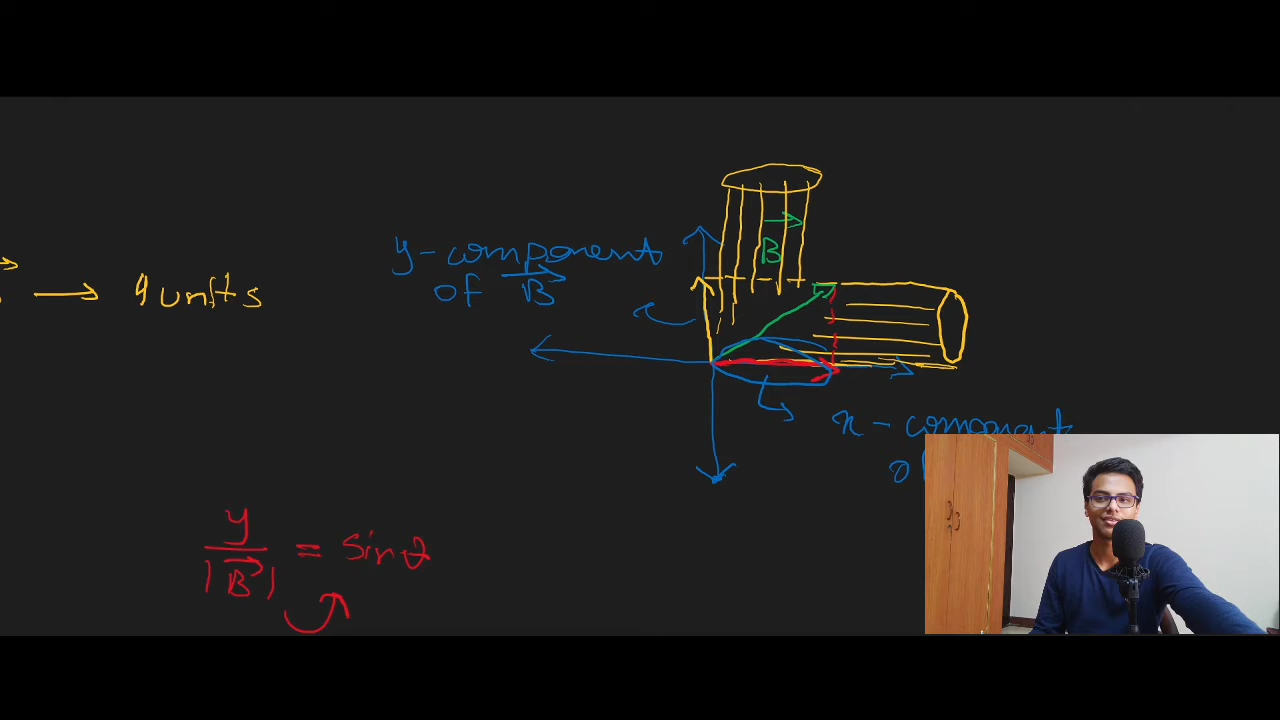 y-component
of B
B
→ 4 units
x-component
y
|B| = sin θ